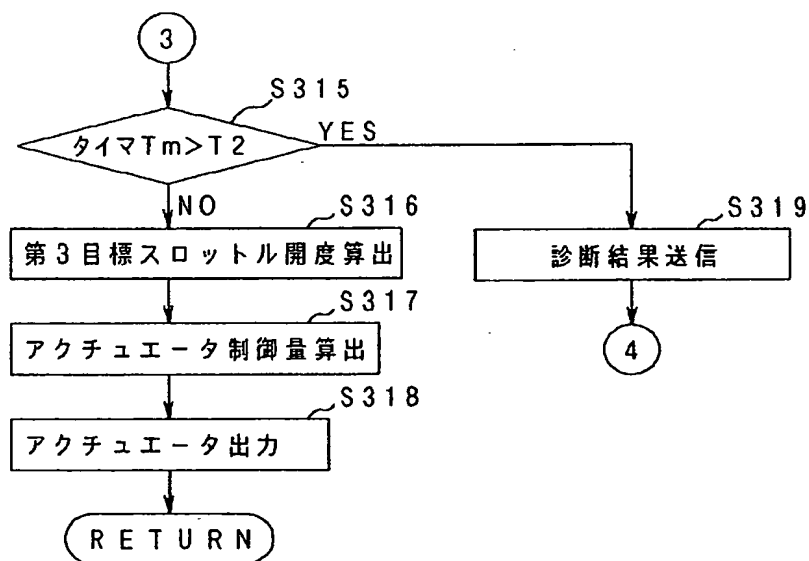 3
S315
タイマTm>T2
YES
NO
S316
第3目標スロットル開度算出
S317
アクチュエータ制御量算出
S318
アクチュエータ出力
RETURN
S319
診断結果送信
4